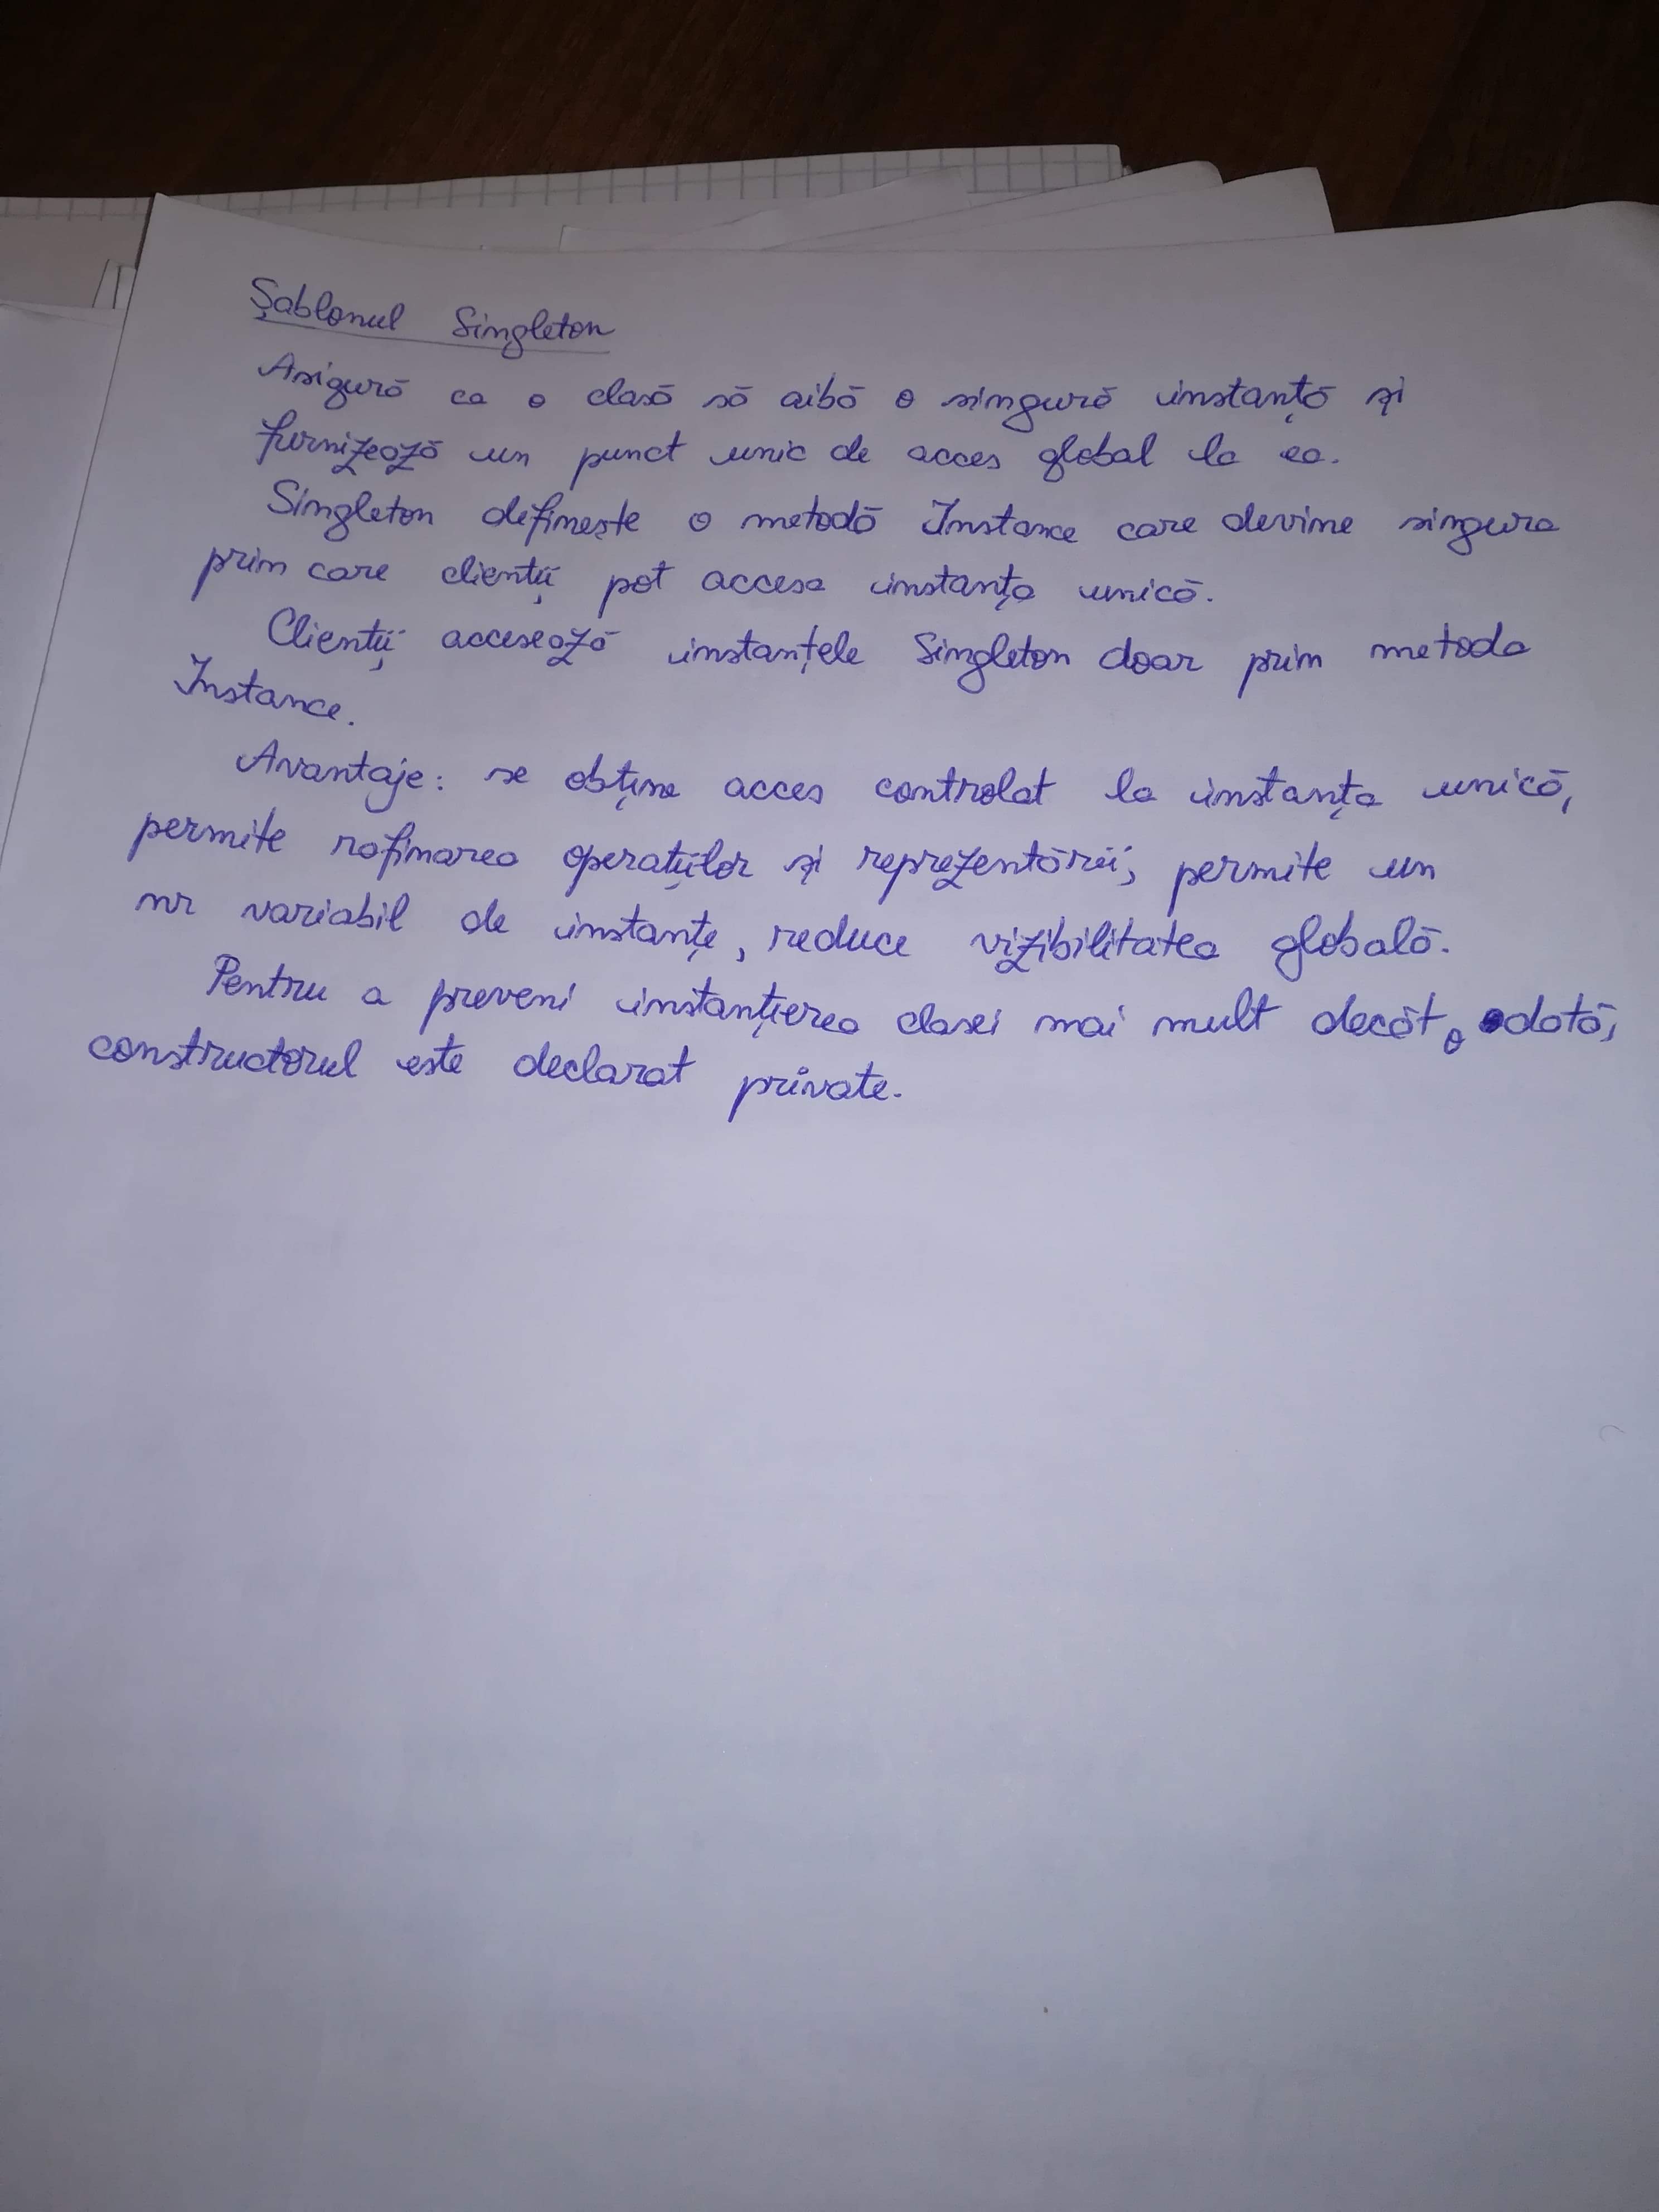 Șablonul Singleton
Asigură ca o clasă să aibă o singură instanță și
furnizează un punct unic de acces global la ea.
Singleton definește o metodă Instance care devine singura
prin care clienții pot accesa instanța unică.
Clienții accesează instanțele Singleton doar prin metoda
Instance.
Avantaje: se obține acces controlat la instanța unică,
permite rafinarea operațiilor și reprezentării, permite un
nr variabil de instanțe, reduce vizibilitatea globală.
Pentru a preveni instanțierea clasei mai mult decât o dată,
constructorul este declarat private.